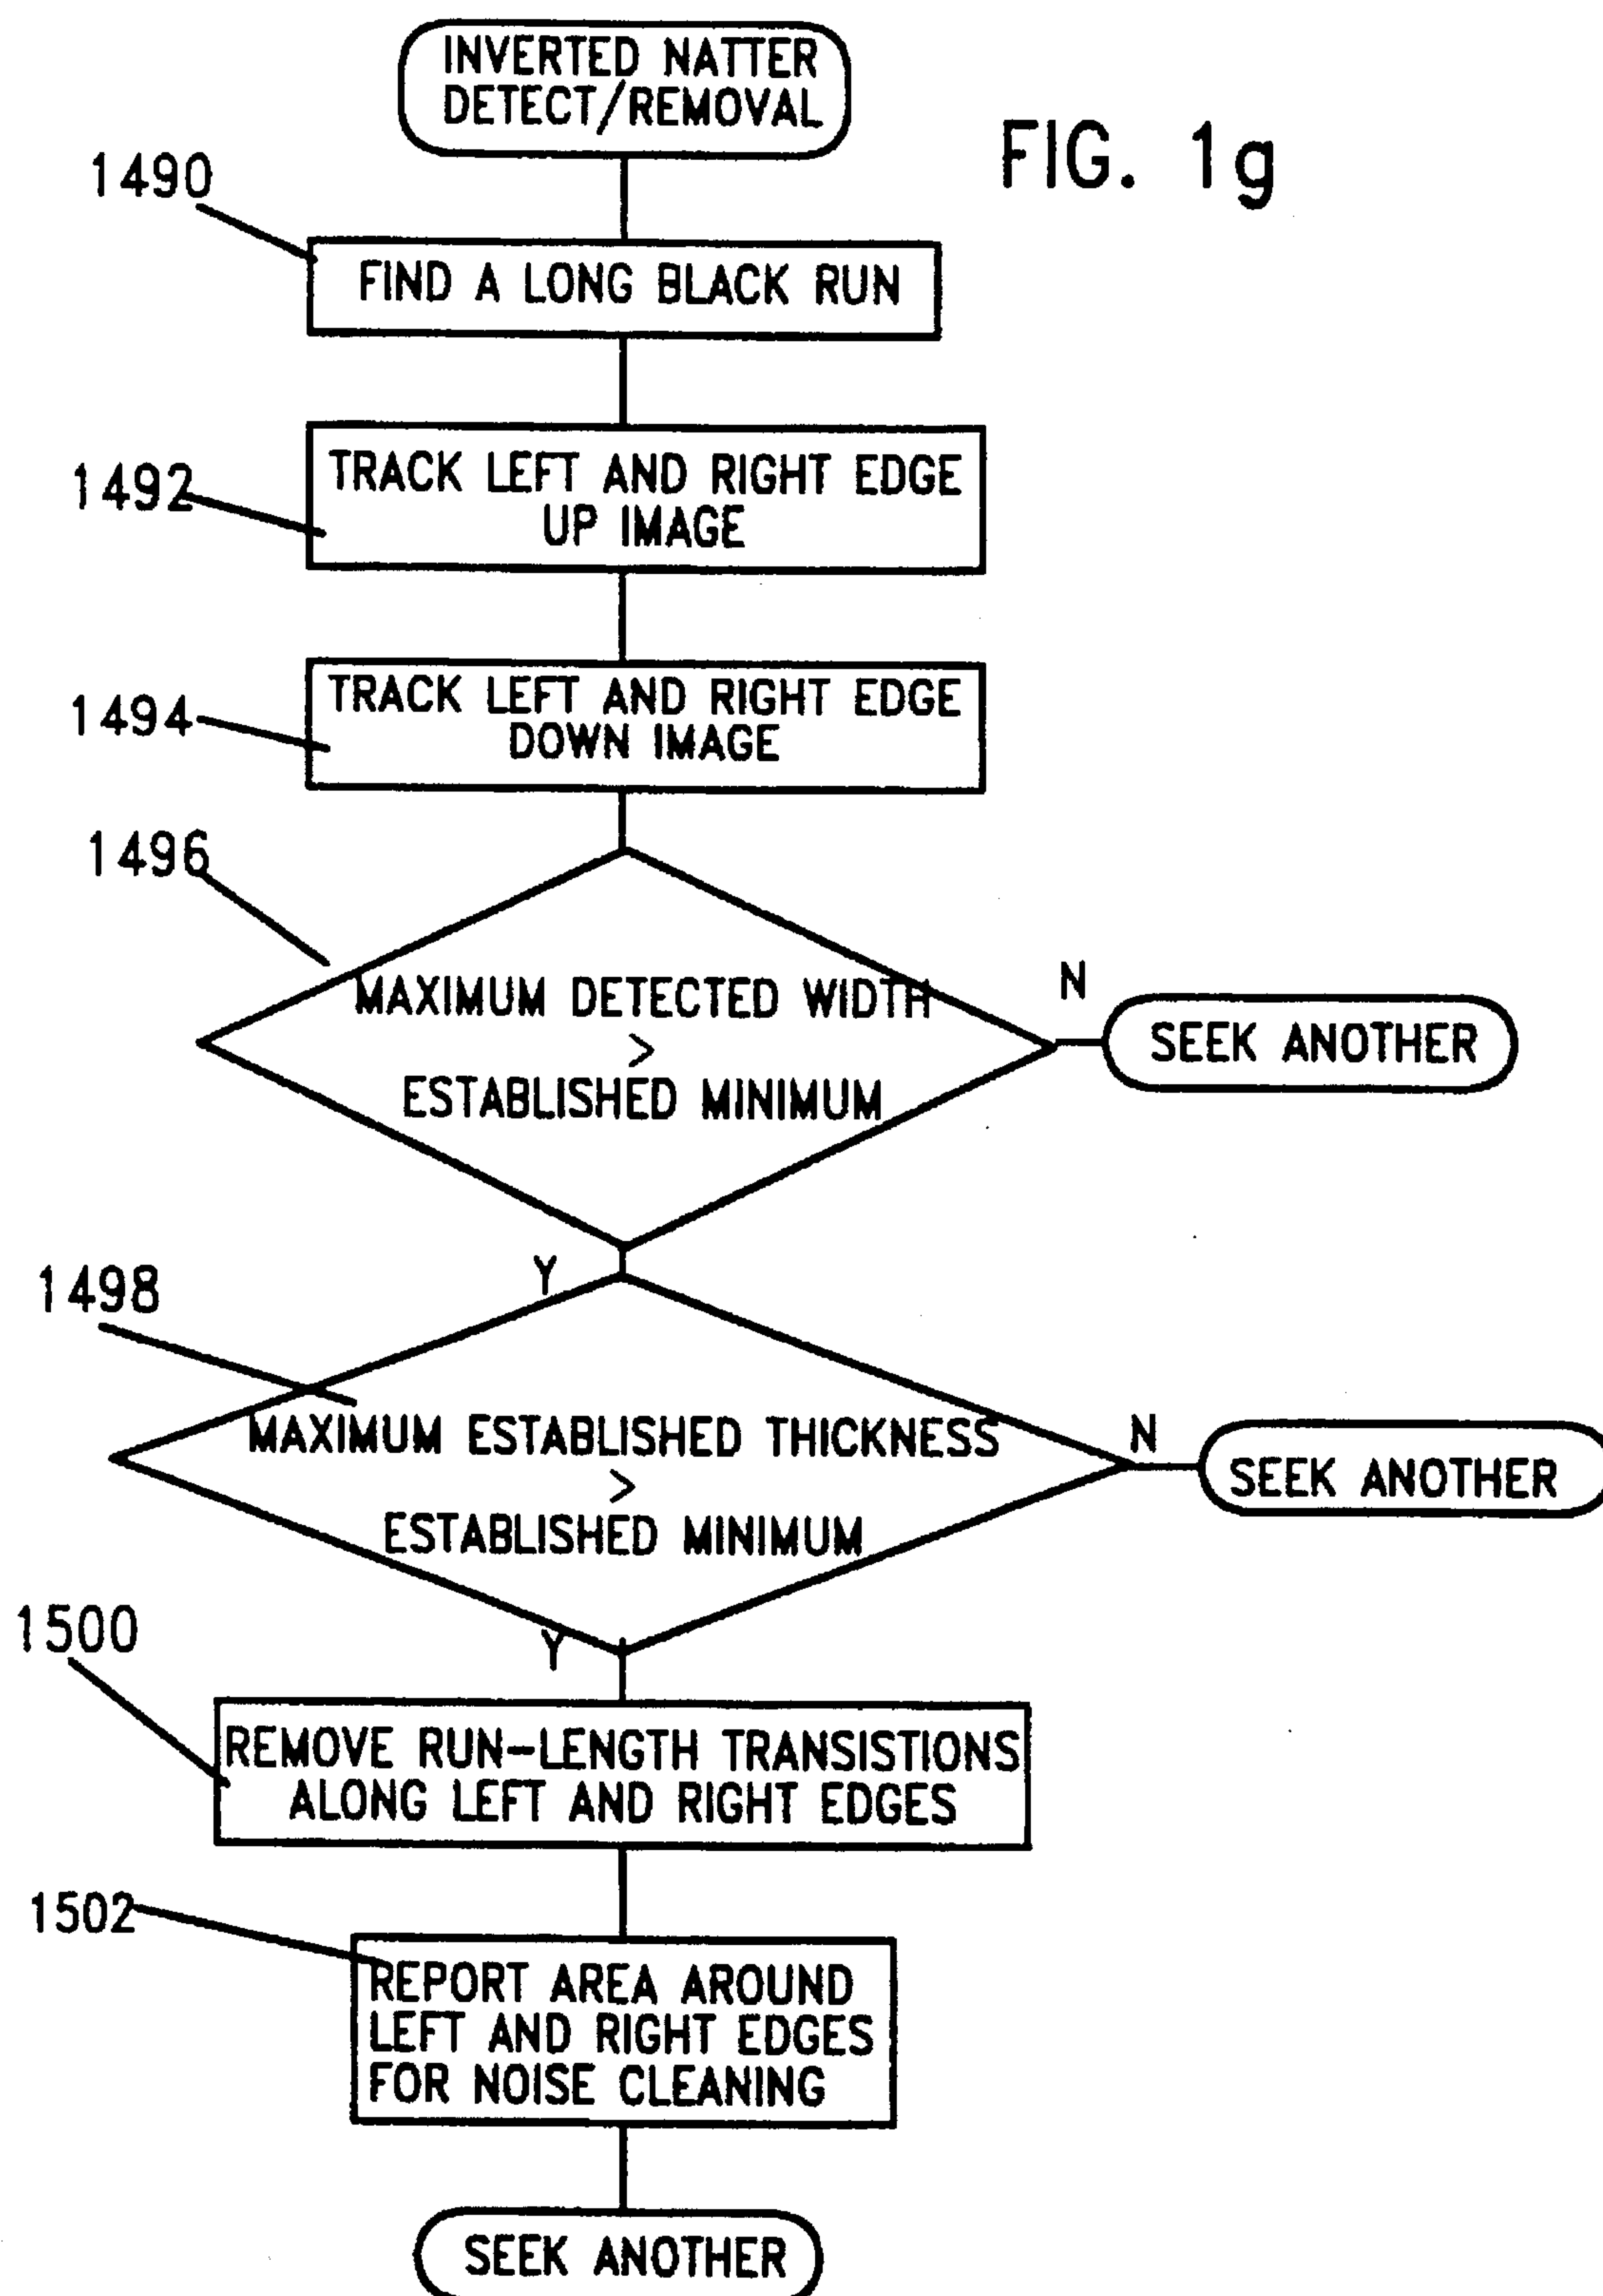 INVERTED NATTER
DETECT/REMOVAL
FIG. 1g
1490
FIND A LONG BLACK RUN
1492
TRACK LEFT AND RIGHT EDGE
UP IMAGE
1494
TRACK LEFT AND RIGHT EDGE
DOWN IMAGE
1496
MAXIMUM DETECTED WIDTH
>
ESTABLISHED MINIMUM
N
SEEK ANOTHER
Y
1498
MAXIMUM ESTABLISHED THICKNESS
>
ESTABLISHED MINIMUM
N
SEEK ANOTHER
Y
1500
REMOVE RUN-LENGTH TRANSISTIONS
ALONG LEFT AND RIGHT EDGES
1502
REPORT AREA AROUND
LEFT AND RIGHT EDGES
FOR NOISE CLEANING
SEEK ANOTHER